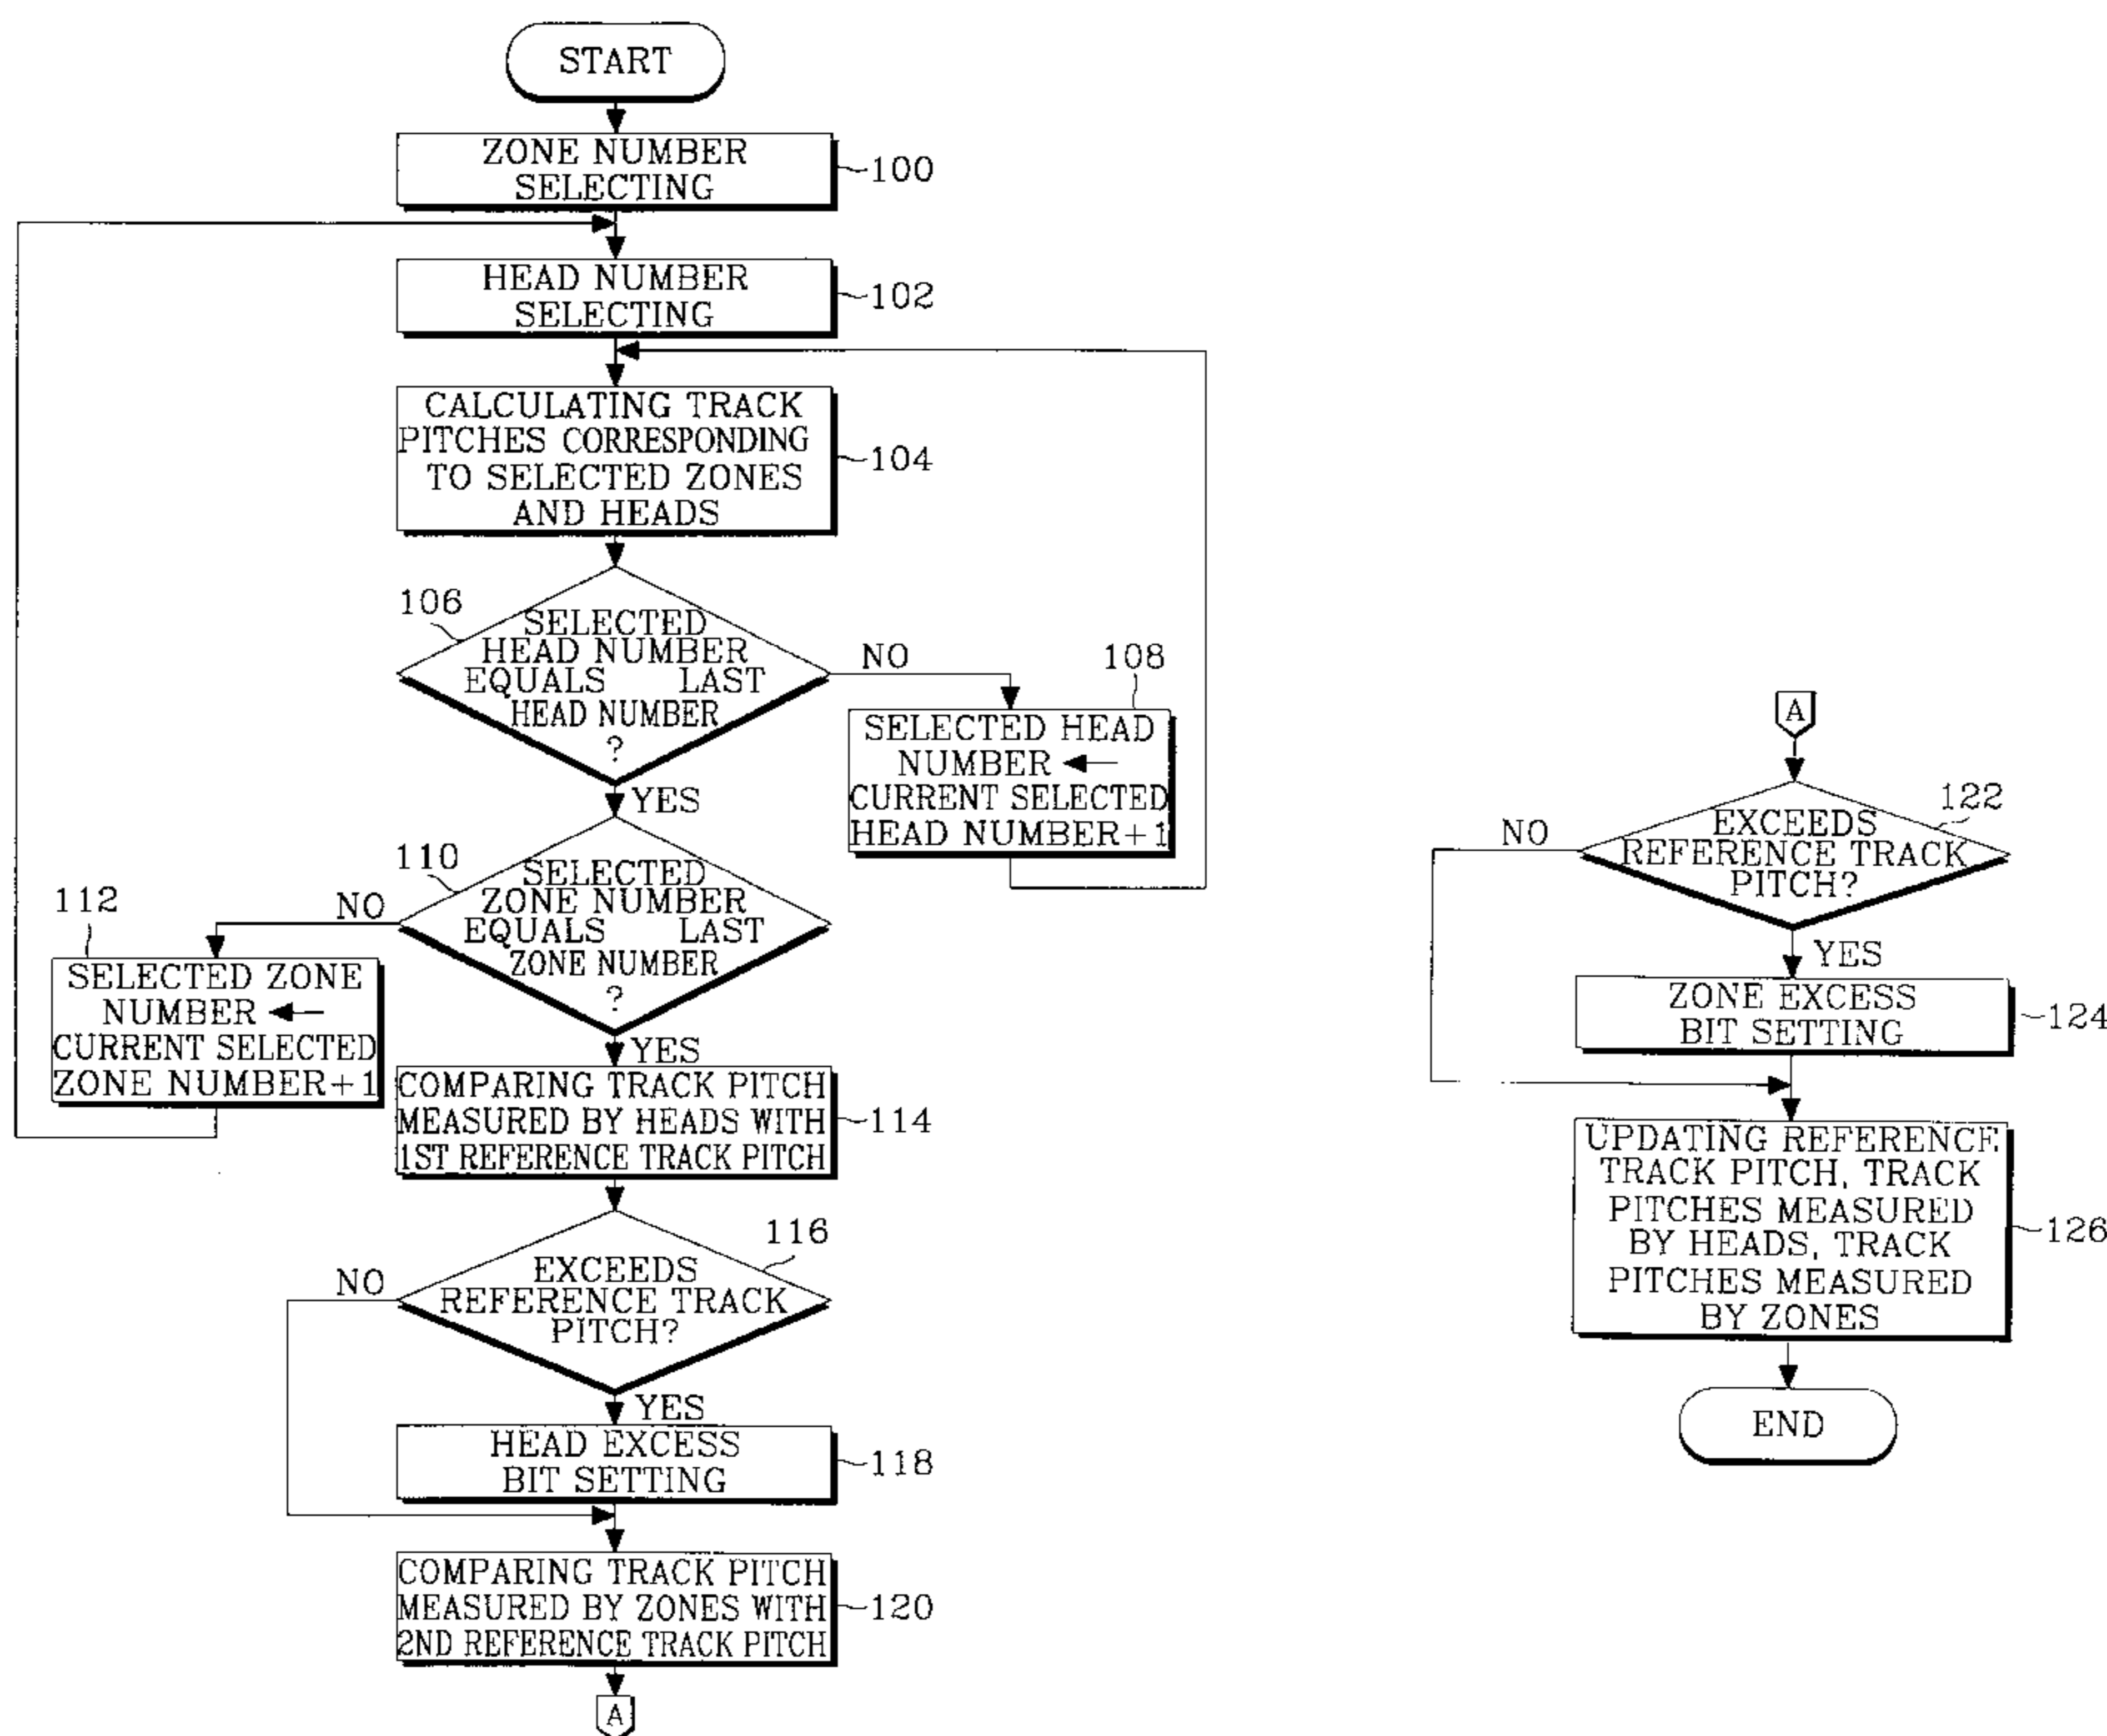 START
ZONE NUMBER
SELECTING
100
HEAD NUMBER
SELECTING
102
CALCULATING TRACK
PITCHES CORRESPONDING
TO SELECTED ZONES
AND HEADS
104
106
SELECTED
HEAD NUMBER
EQUALS LAST
HEAD NUMBER
?
NO
YES
108
SELECTED HEAD
NUMBER ←
CURRENT SELECTED
HEAD NUMBER+1
110
SELECTED
ZONE NUMBER
EQUALS LAST
ZONE NUMBER
?
NO
YES
112
SELECTED ZONE
NUMBER ←
CURRENT SELECTED
ZONE NUMBER+1
COMPARING TRACK PITCH
MEASURED BY HEADS WITH
1ST REFERENCE TRACK PITCH
114
116
EXCEEDS
REFERENCE TRACK
PITCH?
NO
YES
HEAD EXCESS
BIT SETTING
118
COMPARING TRACK PITCH
MEASURED BY ZONES WITH
2ND REFERENCE TRACK PITCH
120
A
A
122
EXCEEDS
REFERENCE TRACK
PITCH?
NO
YES
ZONE EXCESS
BIT SETTING
124
UPDATING REFERENCE
TRACK PITCH, TRACK
PITCHES MEASURED
BY HEADS, TRACK
PITCHES MEASURED
BY ZONES
126
END